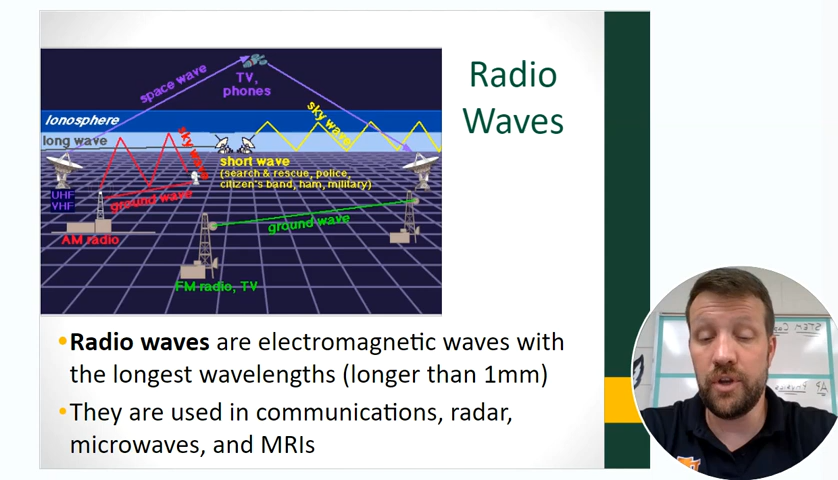 Radio
Waves
space wave
TV,
phones
Ionosphere
long wave
sky wave
sky wave
short wave
(search & rescue, police,
citizen's band, ham, military)
UHF
VHF
ground wave
ground wave
AM radio
FM radio, TV
•Radio waves are electromagnetic waves with
the longest wavelengths (longer than 1mm)
•They are used in communications, radar,
microwaves, and MRIs
STEM
AP